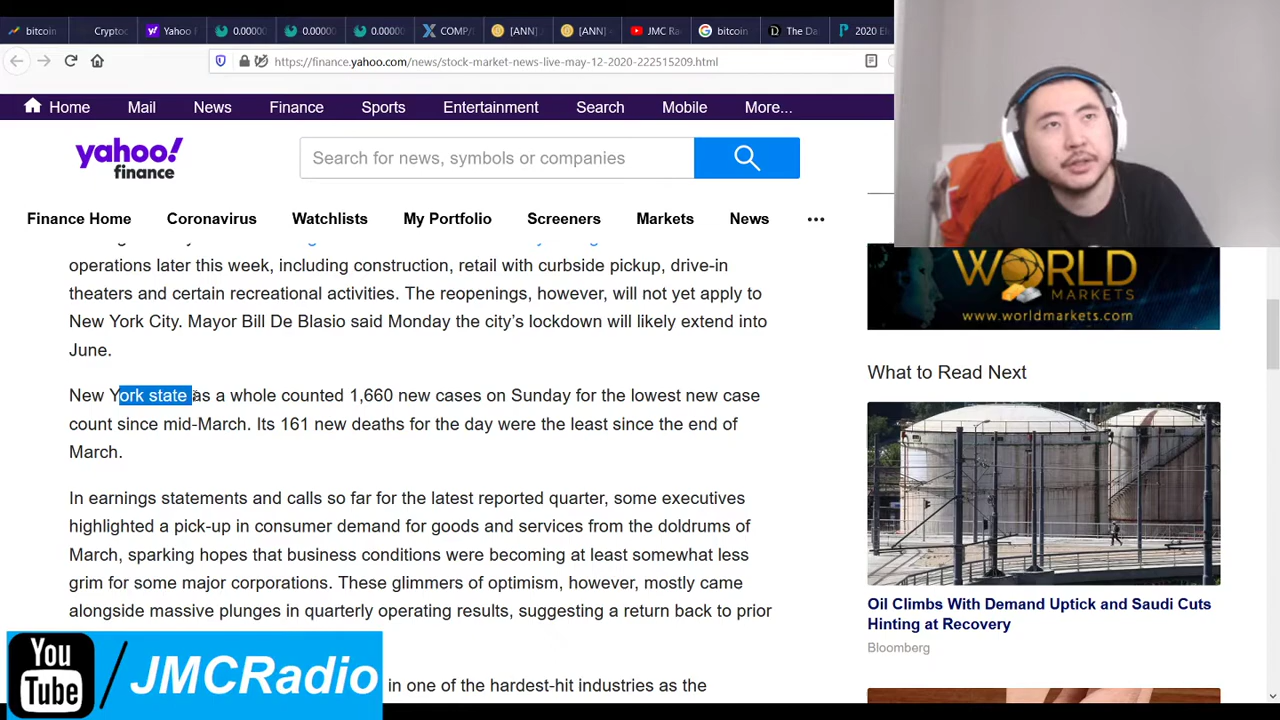 bitcoin
Cryptoc
Yahoo
0.00000
0.00000
0.00000
COMP/
[ANN]
[ANN]
JMC Ra
bitcoin
The Da
2020 El
https://finance.yahoo.com/news/stock-market-news-live-may-12-2020-222515209.html
Home Mail News Finance Sports Entertainment Search Mobile More...
yahoo!
finance
Search for news, symbols or companies
Finance Home Coronavirus Watchlists My Portfolio Screeners Markets News
operations later this week, including construction, retail with curbside pickup, drive-in
theaters and certain recreational activities. The reopenings, however, will not yet apply to
New York City. Mayor Bill De Blasio said Monday the city's lockdown will likely extend into
June.
New York state as a whole counted 1,660 new cases on Sunday for the lowest new case
count since mid-March. Its 161 new deaths for the day were the least since the end of
March.
In earnings statements and calls so far for the latest reported quarter, some executives
highlighted a pick-up in consumer demand for goods and services from the doldrums of
March, sparking hopes that business conditions were becoming at least somewhat less
grim for some major corporations. These glimmers of optimism, however, mostly came
alongside massive plunges in quarterly operating results, suggesting a return back to prior
in one of the hardest-hit industries as the
WORLD
MARKETS
www.worldmarkets.com
What to Read Next
Oil Climbs With Demand Uptick and Saudi Cuts
Hinting at Recovery
Bloomberg
You
Tube
/JMCRadio